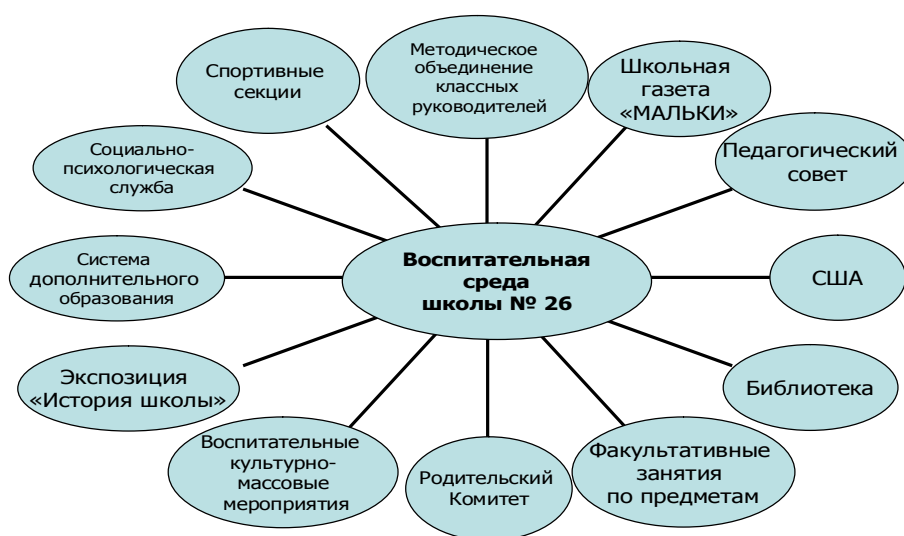 Методическое
объединение
классных
руководителей
Школьная
газета
«МАЛЬКИ»
Спортивные
секции
Педагогический
совет
Социально-
психологическая
служба
Воспитательная
среда
школы № 26
Система
дополнительного
образования
США
Экспозиция
«История школы»
Библиотека
Воспитательные
культурно-
массовые
мероприятия
Родительский
Комитет
Факультативные
занятия
по предметам